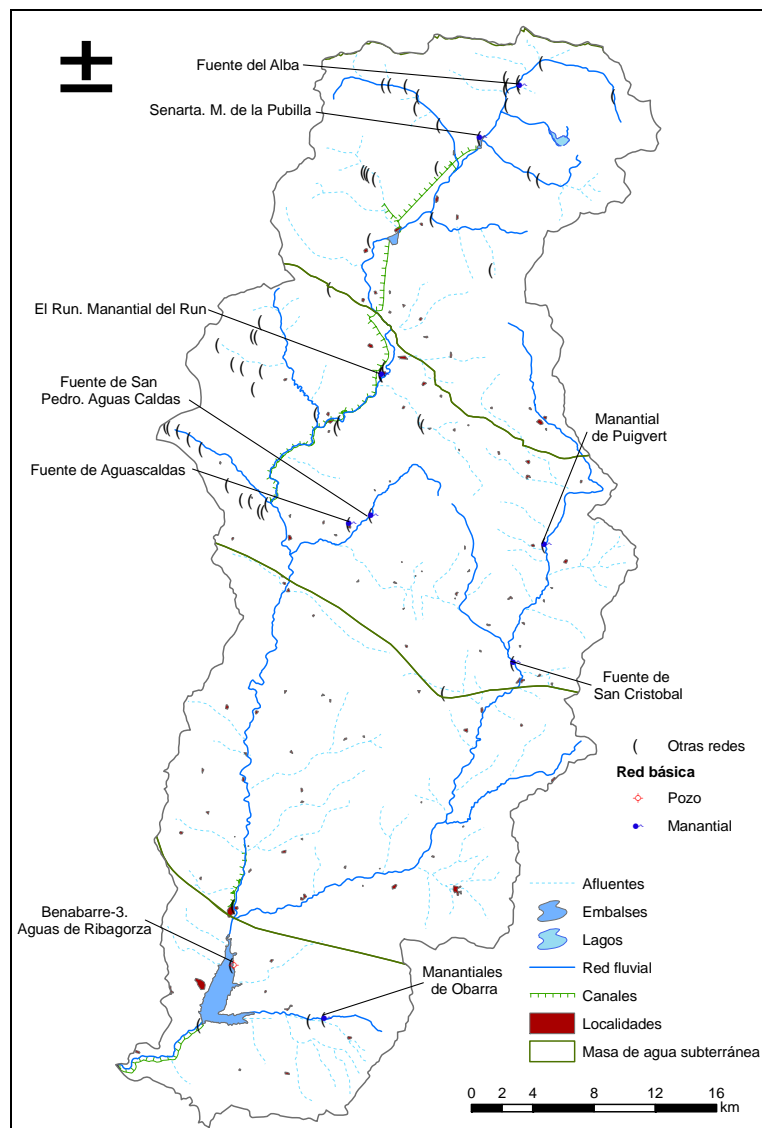 Fuente del Alba
Senarta. M. de la Pubilla
El Run. Manantial del Run
Fuente de San
Pedro. Aguas Caldas
Manantial
de Puigvert
Fuente de Aguascaldas
Fuente de
San Cristobal
Otras redes
Red básica
Pozo
Manantial
Benabarre-3.
Aguas de Ribagorza
Manantiales
de Obarra
Afluentes
Embalses
Lagos
Red fluvial
Canales
Localidades
Masa de agua subterránea
0 2 4 8 12 16
km